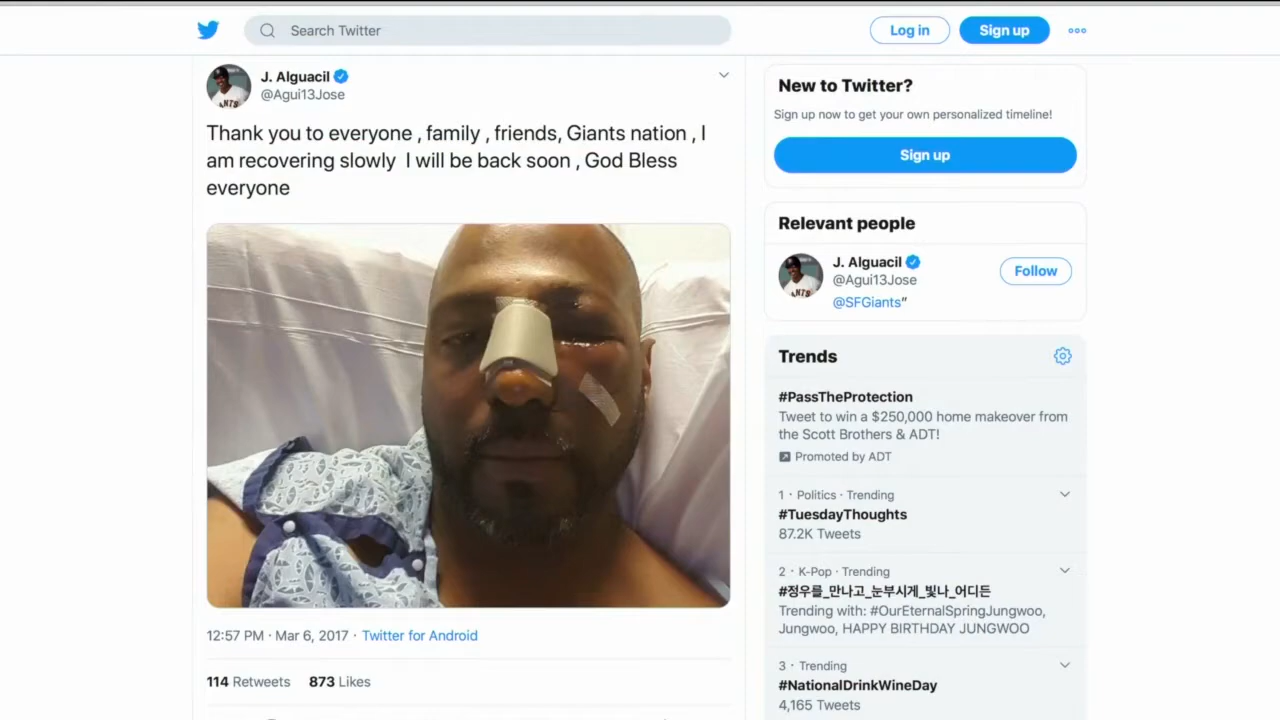 Search Twitter
Log in
Sign up
J. Alguacil
@Agui13Jose
Thank you to everyone , family , friends, Giants nation , I
am recovering slowly I will be back soon , God Bless
everyone
12:57 PM · Mar 6, 2017 · Twitter for Android
114 Retweets 873 Likes
New to Twitter?
Sign up now to get your own personalized timeline!
Sign up
Relevant people
J. Alguacil
@Agui13Jose
Follow
@SFGiants”
Trends
#PassTheProtection
Tweet to win a $250,000 home makeover from
the Scott Brothers & ADT!
Promoted by ADT
1 · Politics · Trending
#TuesdayThoughts
87.2K Tweets
2 · K-Pop · Trending
#정우를_만나고_눈부시게_빛나_어디든
Trending with: #OurEternalSpringJungwoo,
Jungwoo, HAPPY BIRTHDAY JUNGWOO
3 · Trending
#NationalDrinkWineDay
4,165 Tweets